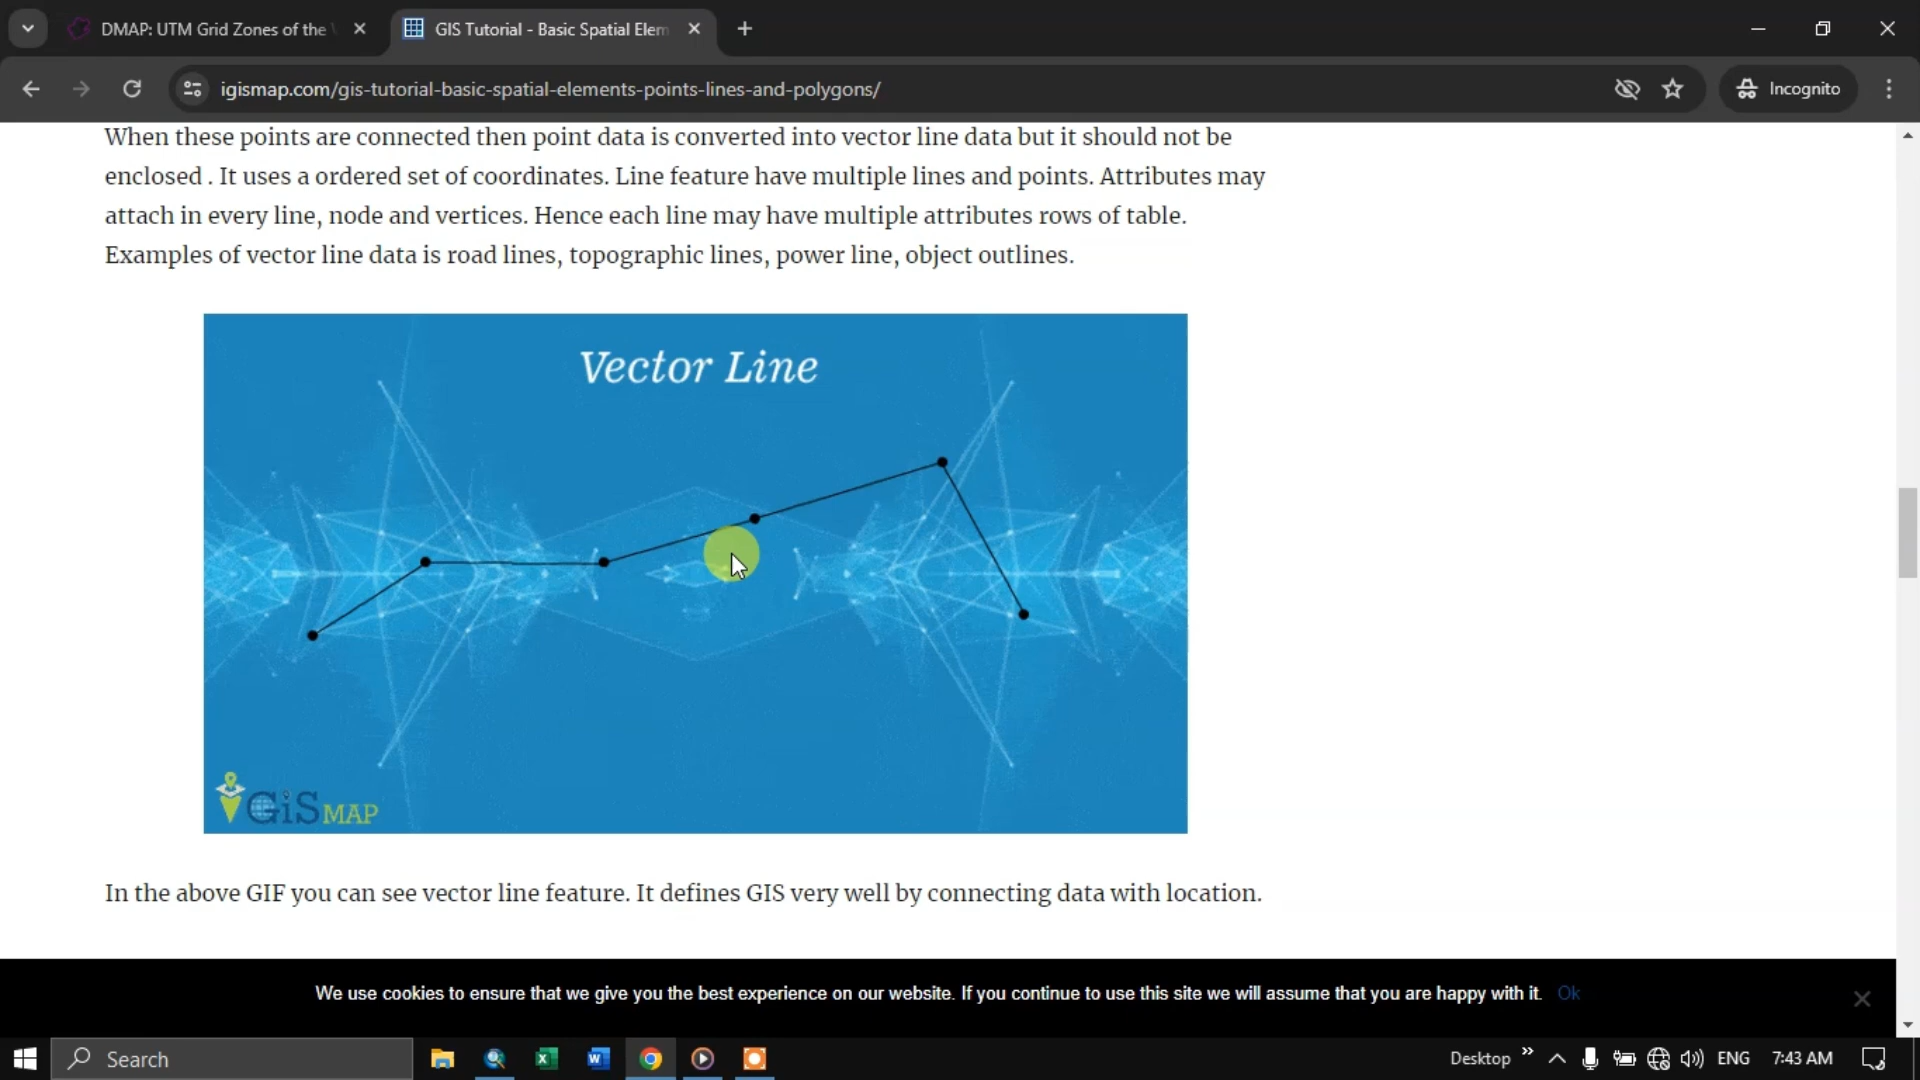 DMAP: UTM Grid Zones of the
GIS Tutorial - Basic Spatial Elem
igismap.com/gis-tutorial-basic-spatial-elements-points-lines-and-polygons/
Incognito
When these points are connected then point data is converted into vector line data but it should not be
enclosed . It uses a ordered set of coordinates. Line feature have multiple lines and points. Attributes may
attach in every line, node and vertices. Hence each line may have multiple attributes rows of table.
Examples of vector line data is road lines, topographic lines, power line, object outlines.
Vector Line
GiS MAP
In the above GIF you can see vector line feature. It defines GIS very well by connecting data with location.
We use cookies to ensure that we give you the best experience on our website. If you continue to use this site we will assume that you are happy with it. Ok
Search
Desktop
ENG
7:43 AM